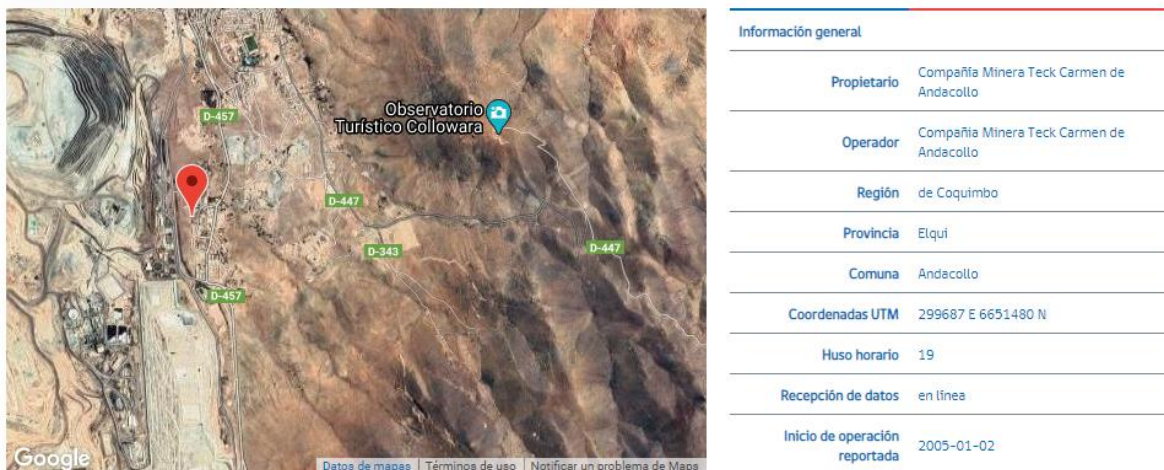 Observatorio
Turístico Collowara
D-457
D-447
D-343
D-447
D-457
Google
Datos de mapas
Términos de uso
Notificar un problema de Maps
Información general
Propietario
Compañia Minera Teck Carmen de
Andacollo
Operador
Compañia Minera Teck Carmen de
Andacollo
Región
de Coquimbo
Provincia
Elqui
Comuna
Andacollo
Coordenadas UTM
299687 E 6651480 N
Huso horario
19
Recepción de datos
en línea
Inicio de operación
reportada
2005-01-02